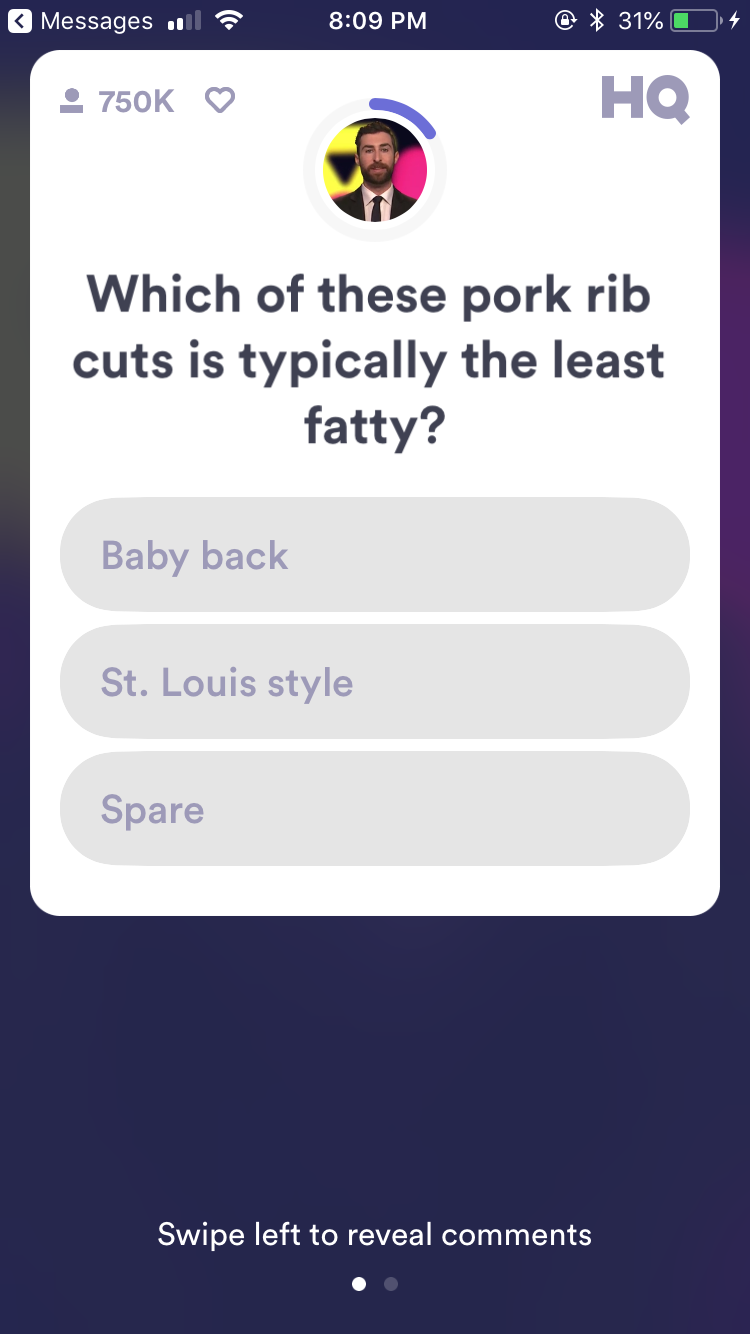 Messages 8:09 PM 31%
750K HQ
Which of these pork rib
cuts is typically the least
fatty?
Baby back
St. Louis style
Spare
Swipe left to reveal comments